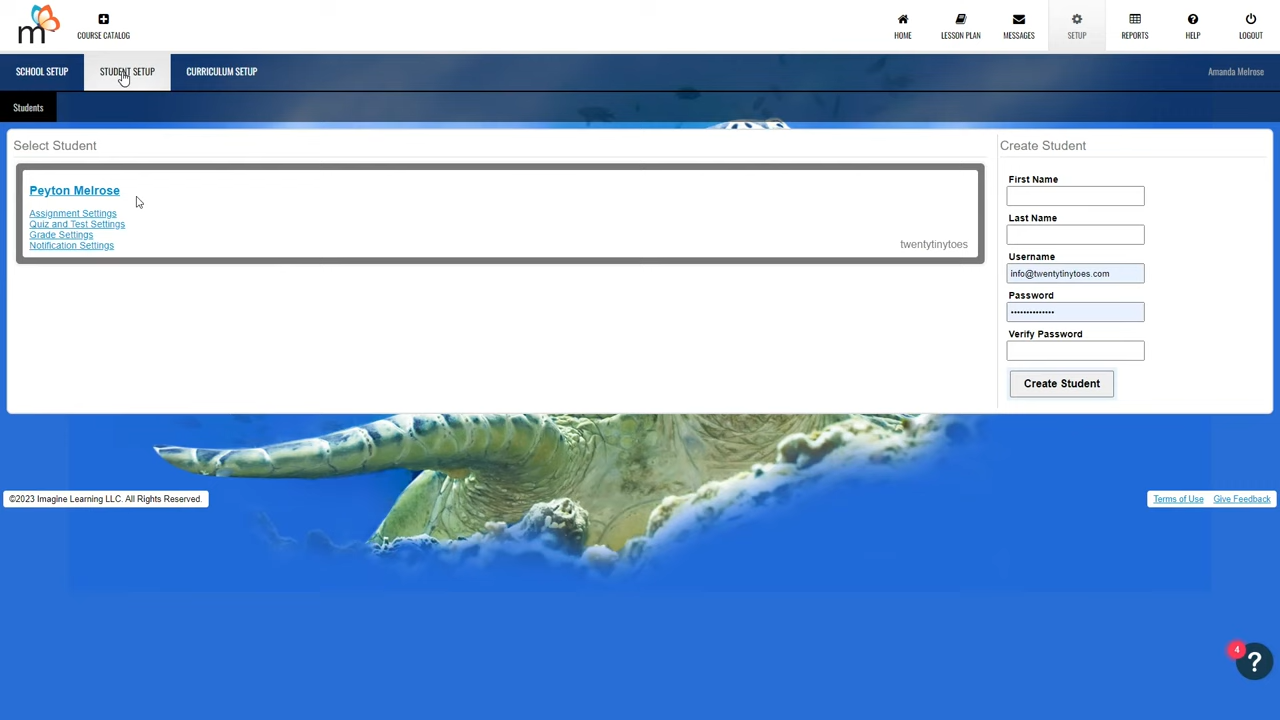 m
COURSE CATALOG
HOME
LESSON PLAN
MESSAGES
SETUP
REPORTS
HELP
LOGOUT
SCHOOL SETUP
STUDENT SETUP
CURRICULUM SETUP
Amanda Melrose
Students
Select Student
Peyton Melrose
Assignment Settings
Quiz and Test Settings
Grade Settings
Notification Settings
twentytinytoes
Create Student
First Name
Last Name
Username
info@twentytinytoes.com
Password
••••••••••••••
Verify Password
Create Student
©2023 Imagine Learning LLC. All Rights Reserved.
Terms of Use Give Feedback
4
?